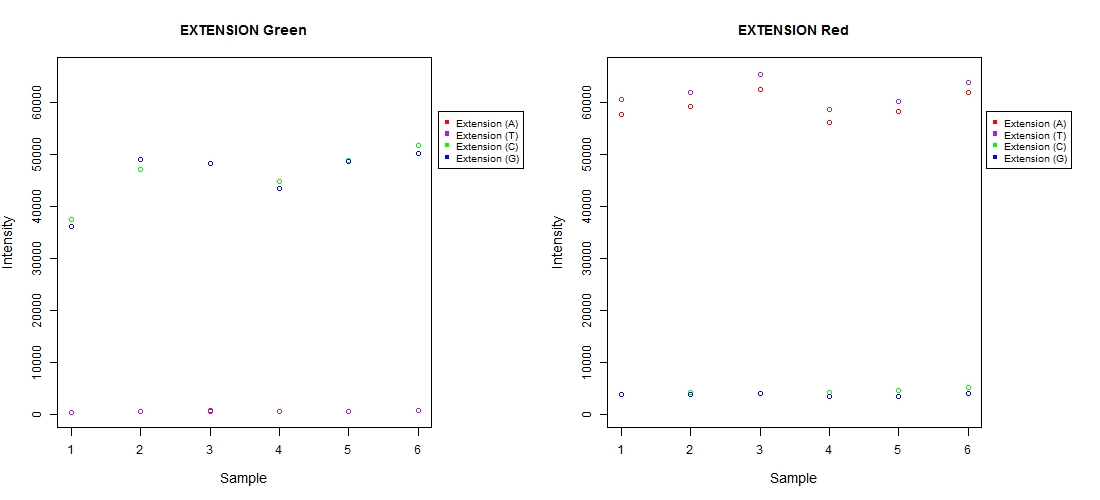 EXTENSION Green
Intensity
60000
50000
40000
30000
20000
10000
0
1 2 3 4 5 6
Sample
Extension (A)
Extension (T)
Extension (C)
Extension (G)
EXTENSION Red
Intensity
60000
50000
40000
30000
20000
10000
0
1 2 3 4 5 6
Sample
Extension (A)
Extension (T)
Extension (C)
Extension (G)